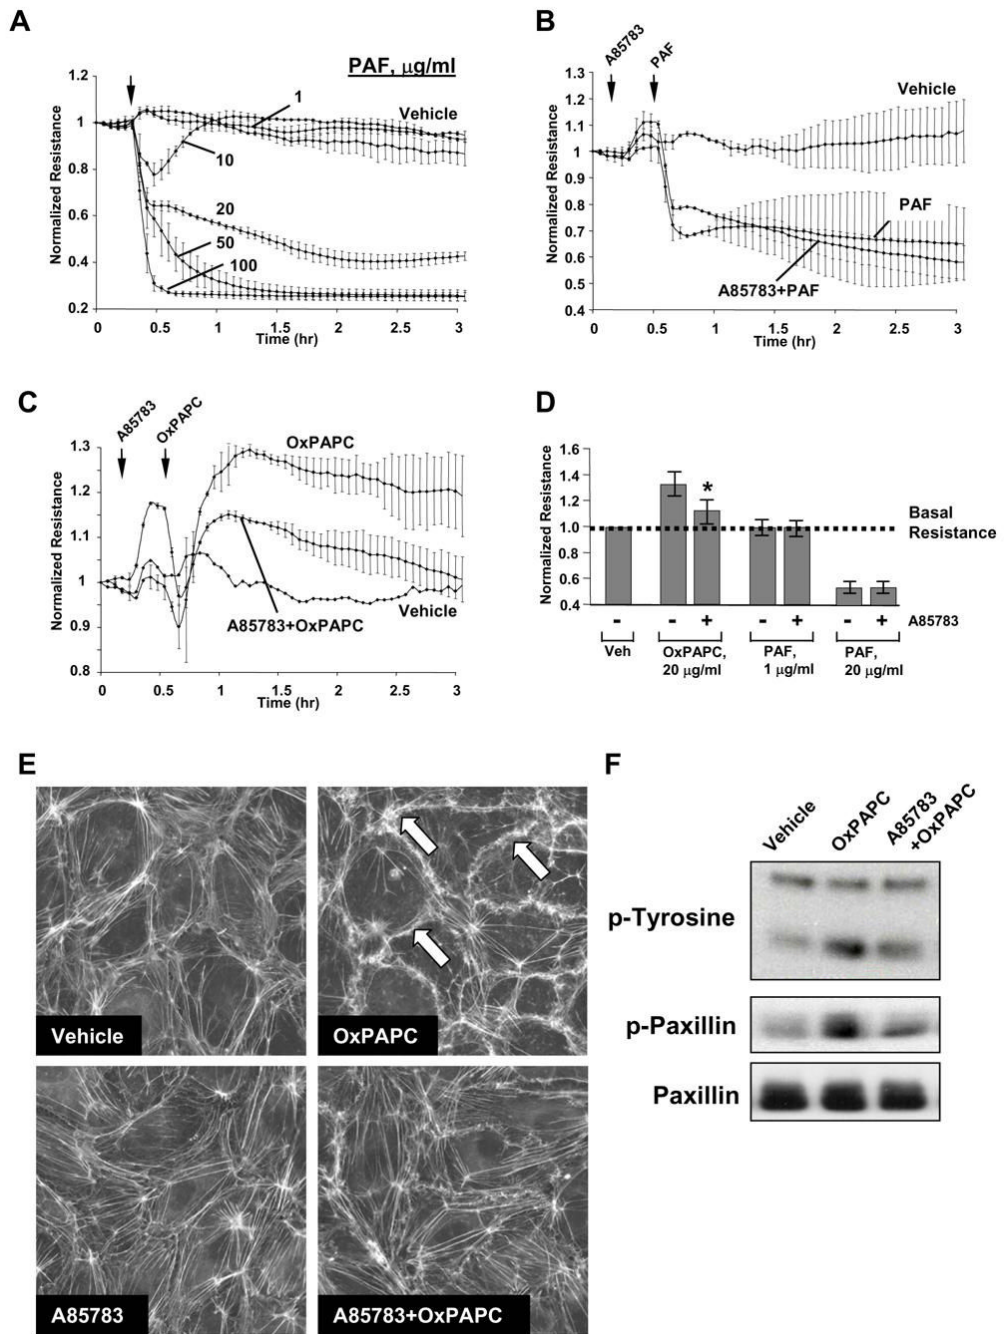 A
PAF, μg/ml
1.2
1
0.8
0.6
0.4
0.2
Normalized Resistance
1
Vehicle
10
20
50
100
0
0.5
1
1.5
2
2.5
3
Time (hr)
B
A85783
PAF
1.3
1.2
1.1
1
0.9
0.8
0.7
0.6
0.5
0.4
Normalized Resistance
Vehicle
PAF
A85783+PAF
0
0.5
1
1.5
2
2.5
3
Time (hr)
C
A85783
OxPAPC
1.3
1.2
1.1
1
0.9
0.8
Normalized Resistance
OxPAPC
A85783+OxPAPC
Vehicle
0
0.5
1
1.5
2
2.5
3
Time (hr)
D
1.6
1.4
1.2
1.0
0.8
0.6
0.4
Normalized Resistance
*
Basal
Resistance
- - + - + - + A85783
Veh
OxPAPC,
20 μg/ml
PAF,
1 μg/ml
PAF,
20 μg/ml
E
Vehicle
OxPAPC
A85783
A85783+OxPAPC
F
Vehicle
OxPAPC
A85783
+OxPAPC
p-Tyrosine
p-Paxillin
Paxillin